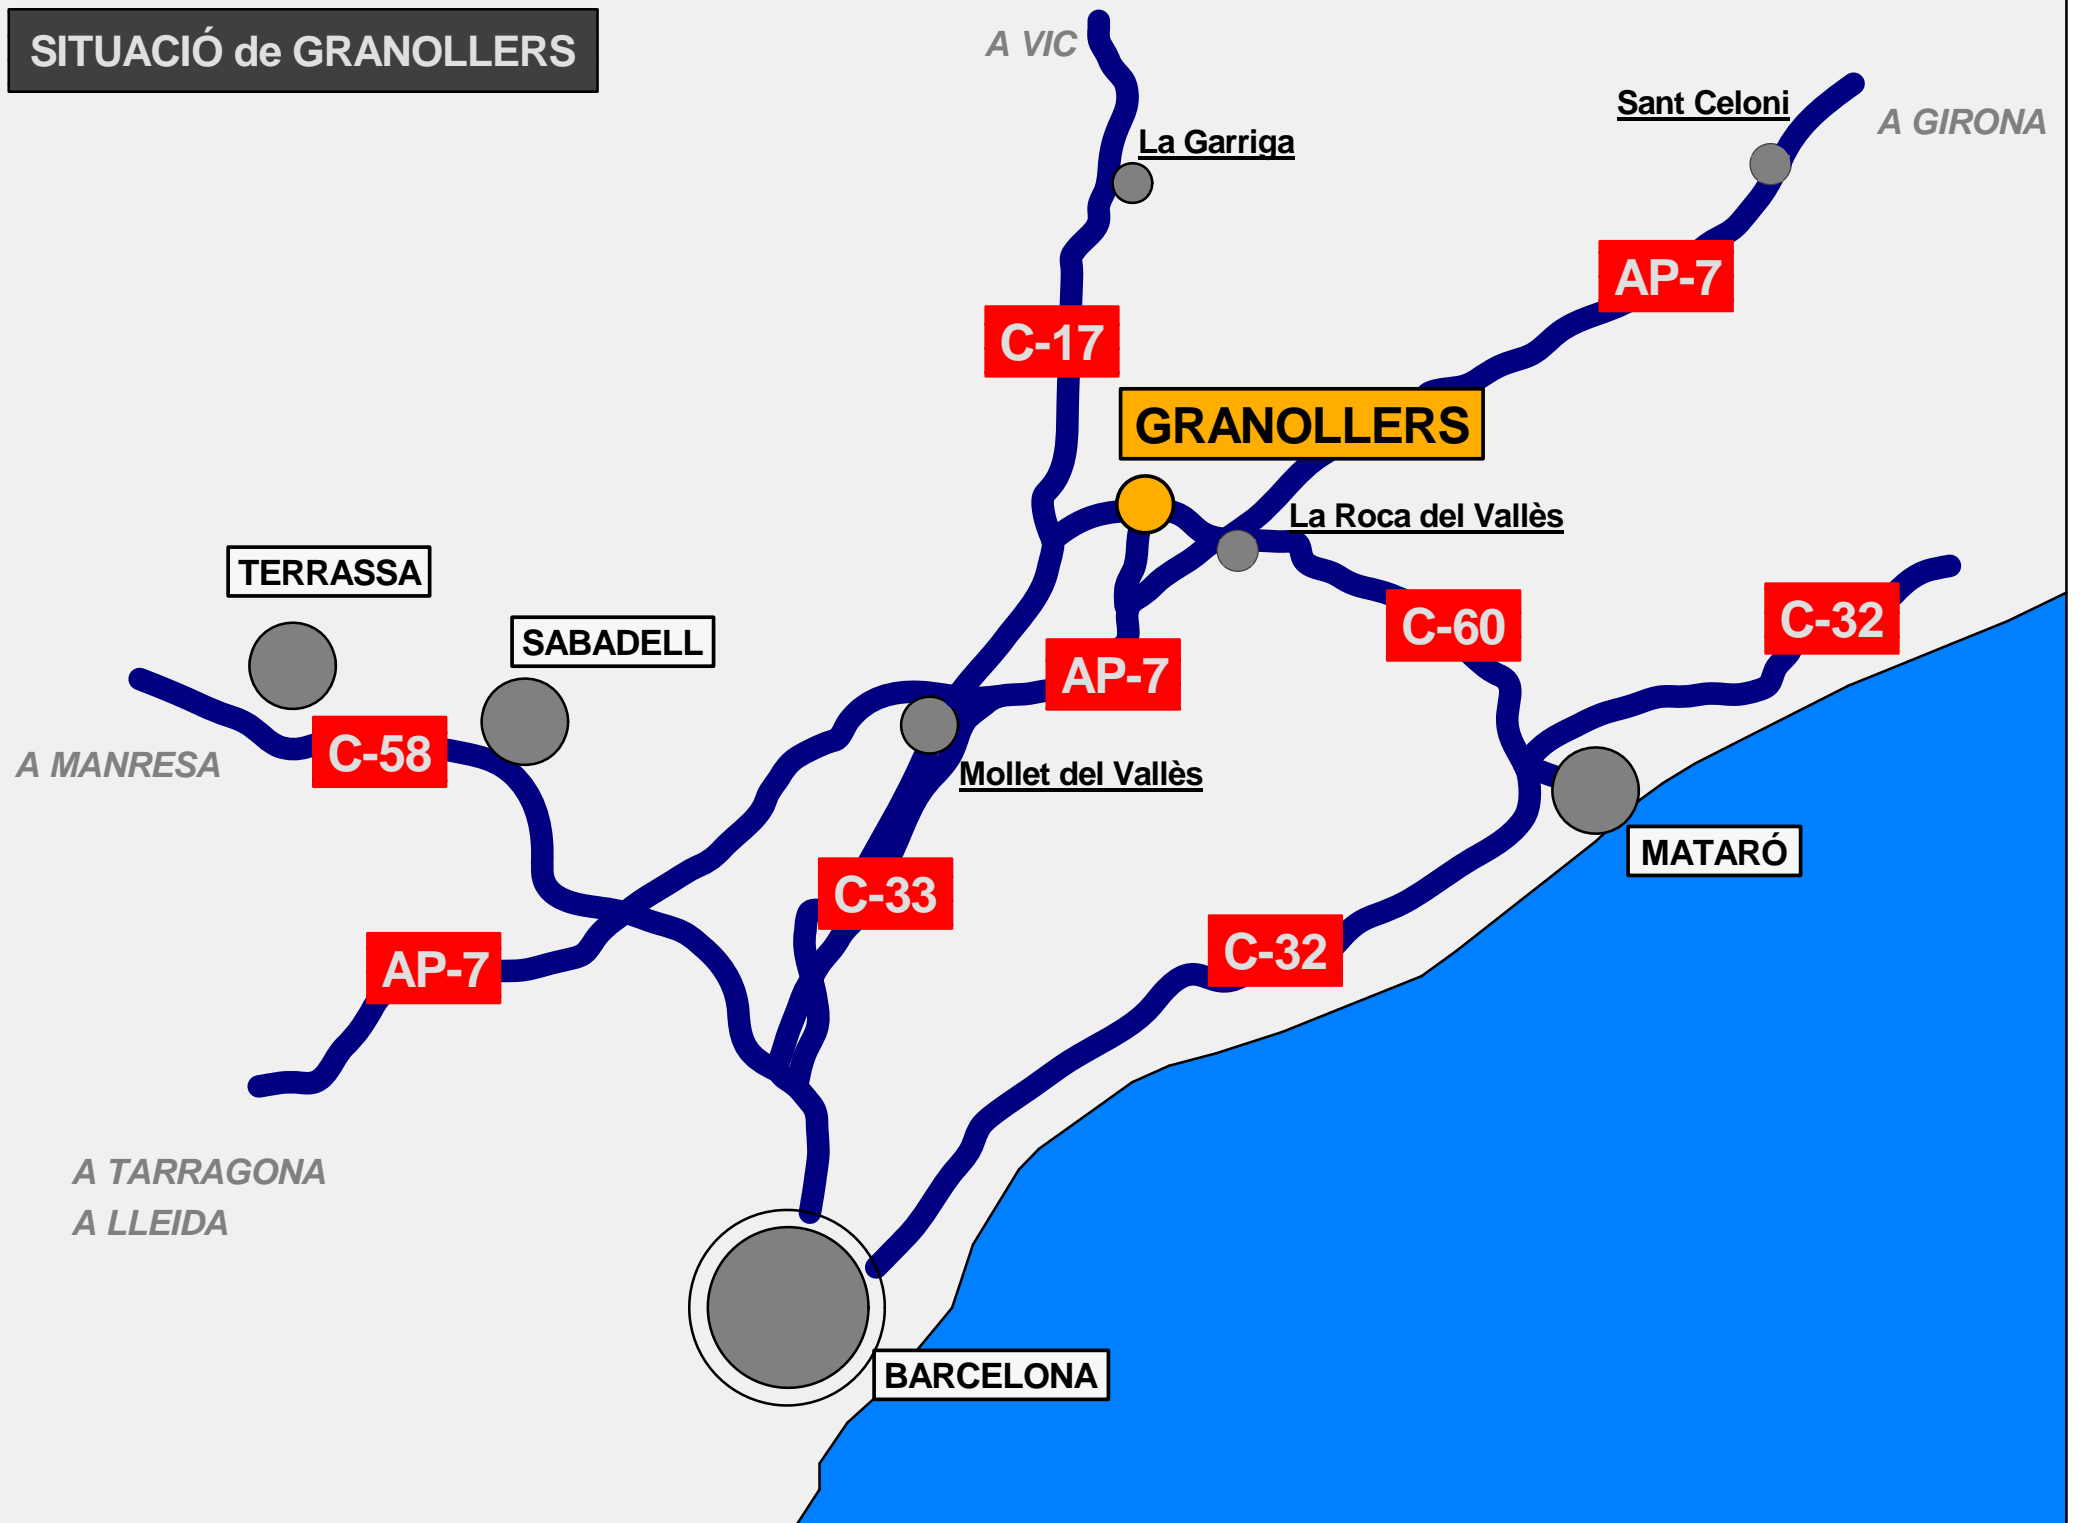 SITUACIÓ de GRANOLLERS
A VIC
Sant Celoni
A GIRONA
La Garriga
AP-7
C-17
GRANOLLERS
La Roca del Vallès
TERRASSA
C-60
C-32
SABADELL
AP-7
C-58
A MANRESA
Mollet del Vallès
MATARÓ
C-33
C-32
AP-7
A TARRAGONA
A LLEIDA
BARCELONA